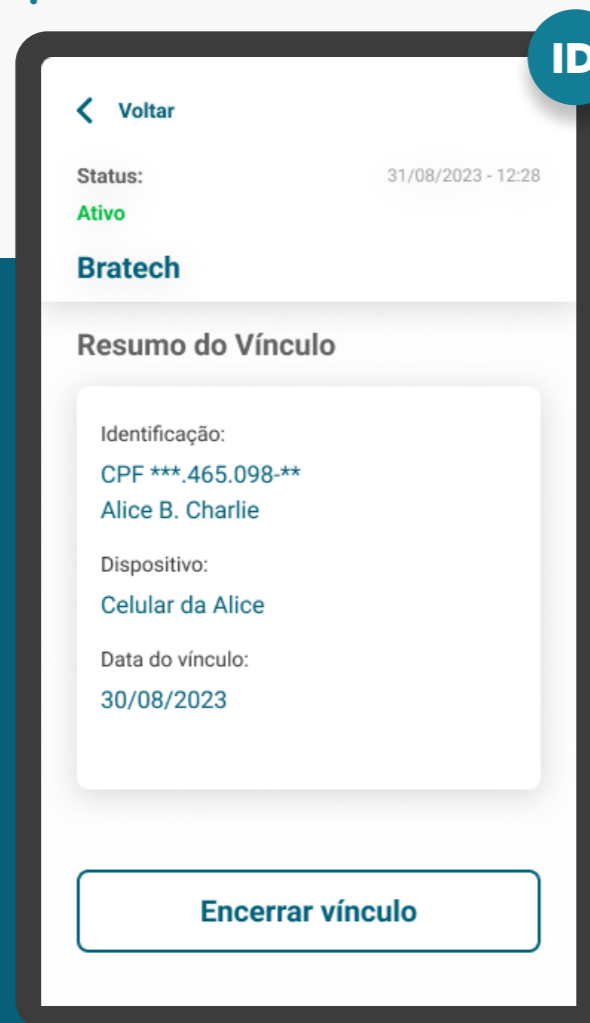 ID
Voltar
Status:
31/08/2023 - 12:28
Ativo
Bratech
Resumo do Vínculo
Identificação:
CPF ***.465.098-**
Alice B. Charlie
Dispositivo:
Celular da Alice
Data do vínculo:
30/08/2023
Encerrar vínculo